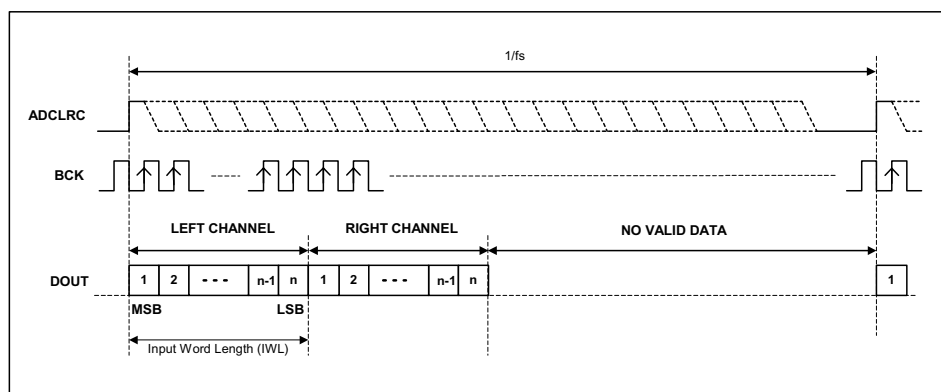 1/fs
ADCLRC
BCK
LEFT CHANNEL RIGHT CHANNEL NO VALID DATA
DOUT 1 2 n-1 n 1 2 n-1 n 1
MSB LSB
Input Word Length (IWL)